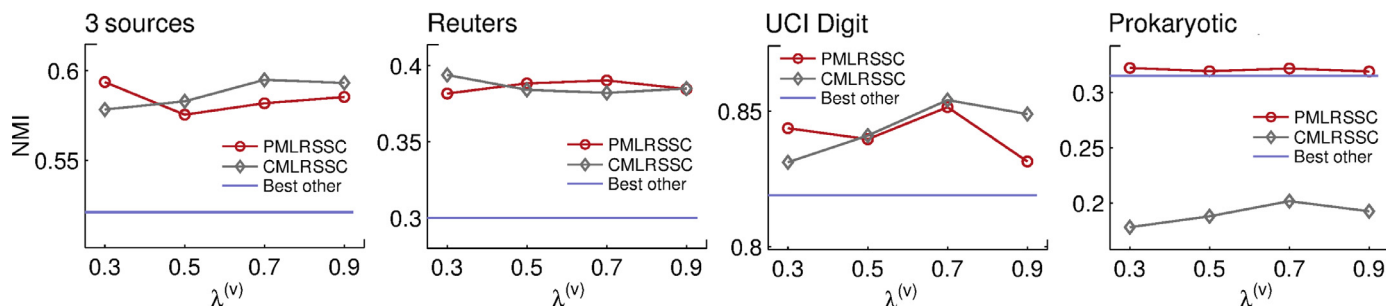 3 sources
NMI
0.6
0.55
PMLRSSC
CMLRSSC
Best other
0.3 0.5 0.7 0.9
λ(v)
Reuters
0.4
0.35
0.3
PMLRSSC
CMLRSSC
Best other
0.3 0.5 0.7 0.9
λ(v)
UCI Digit
PMLRSSC
CMLRSSC
Best other
0.85
0.8
0.3 0.5 0.7 0.9
λ(v)
Prokaryotic
0.3
0.25
0.2
PMLRSSC
CMLRSSC
Best other
0.3 0.5 0.7 0.9
λ(v)